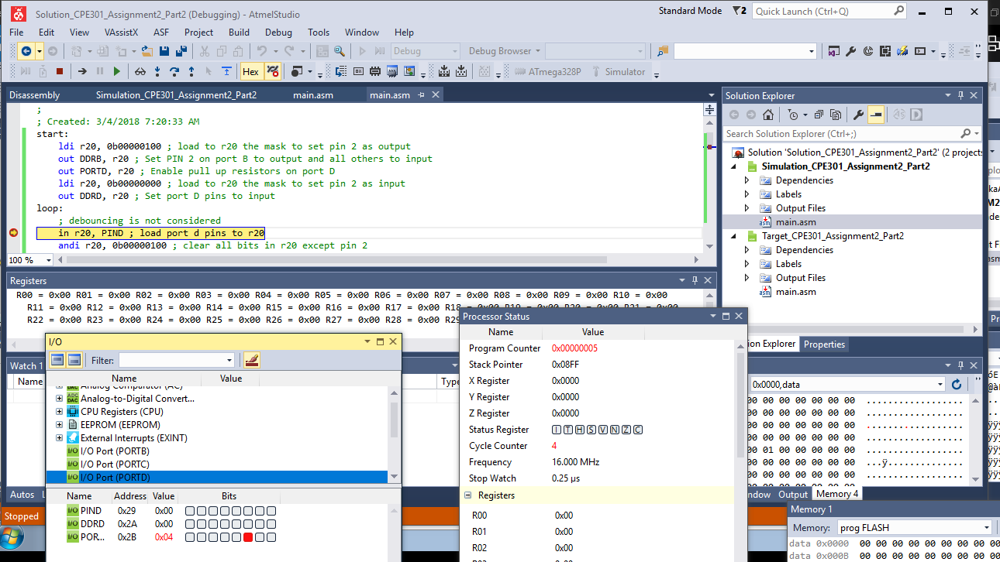 Solution_CPE301_Assignment2_Part2 (Debugging) - AtmelStudio
Standard Mode
2
Quick Launch (Ctrl+Q)
File Edit View VAssistX ASF Project Build Debug Tools Window Help
Debug
Debug Browser
Hex
ATmega328P
Simulator
Disassembly
Simulation_CPE301_Assignment2_Part2
main.asm
main.asm
;
; Created: 3/4/2018 7:20:33 AM
start:
ldi r20, 0b00000100 ; load to r20 the mask to set pin 2 as output
out DDRB, r20 ; Set PIN 2 on port B to output and all others to input
out PORTD, r20 ; Enable pull up resistors on port D
ldi r20, 0b00000000 ; load to r20 the mask to set pin 2 as input
out DDRD, r20 ; Set port D pins to input
loop:
; debouncing is not considered
in r20, PIND ; load port d pins to r20
andi r20, 0b00000100 ; clear all bits in r20 except pin 2
100 %
Solution Explorer
Search Solution Explorer (Ctrl+;)
Solution 'Solution_CPE301_Assignment2_Part2' (2 projects
Simulation_CPE301_Assignment2_Part2
Dependencies
Labels
Output Files
main.asm
Target_CPE301_Assignment2_Part2
Dependencies
Labels
Output Files
main.asm
Explorer
Properties
Registers
R00 = 0x00 R01 = 0x00 R02 = 0x00 R03 = 0x00 R04 = 0x00 R05 = 0x00 R06 = 0x00 R07 = 0x00 R08 = 0x00 R09 = 0x00 R10 = 0x00
R11 = 0x00 R12 = 0x00 R13 = 0x00 R14 = 0x00 R15 = 0x00 R16 = 0x00 R17 = 0x00 R18
R22 = 0x00 R23 = 0x00 R24 = 0x00 R25 = 0x00 R26 = 0x00 R27 = 0x00 R28 = 0x00 R29
Watch 1
Name
Type
Autos
Stopped
I/O
Filter:
Name Value
Analog Comparator (AC)
Analog-to-Digital Convert...
CPU Registers (CPU)
EEPROM (EEPROM)
External Interrupts (EXINT)
I/O Port (PORTB)
I/O Port (PORTC)
I/O Port (PORTD)
Name Address Value Bits
PIND 0x29 0x00
DDRD 0x2A 0x00
POR... 0x2B 0x04
Processor Status
Name Value
Program Counter 0x00000005
Stack Pointer 0x08FF
X Register 0x0000
Y Register 0x0000
Z Register 0x0000
Status Register I T H S V N Z C
Cycle Counter 4
Frequency 16.000 MHz
Stop Watch 0.25 µs
Registers
R00 0x00
R01 0x00
R02 0x00
0x0000,data
00 00 00 00 00 00 00 ..................
00 00 00 00 00 00 00 ..................
00 00 00 00 00 00 00 ..................
00 00 00 00 00 00 00 ..................
00 01 00 00 00 00 00 ...ÿ..............
00 00 00 00 00 00 00 ..................
00 00 00 00 00 00 00 ..................
Output
Memory 4
Memory 1
Memory: prog FLASH
data 0x0000 00 00 00 00 00 00 00
data 0x000B 00 00 00 00 00 00 00